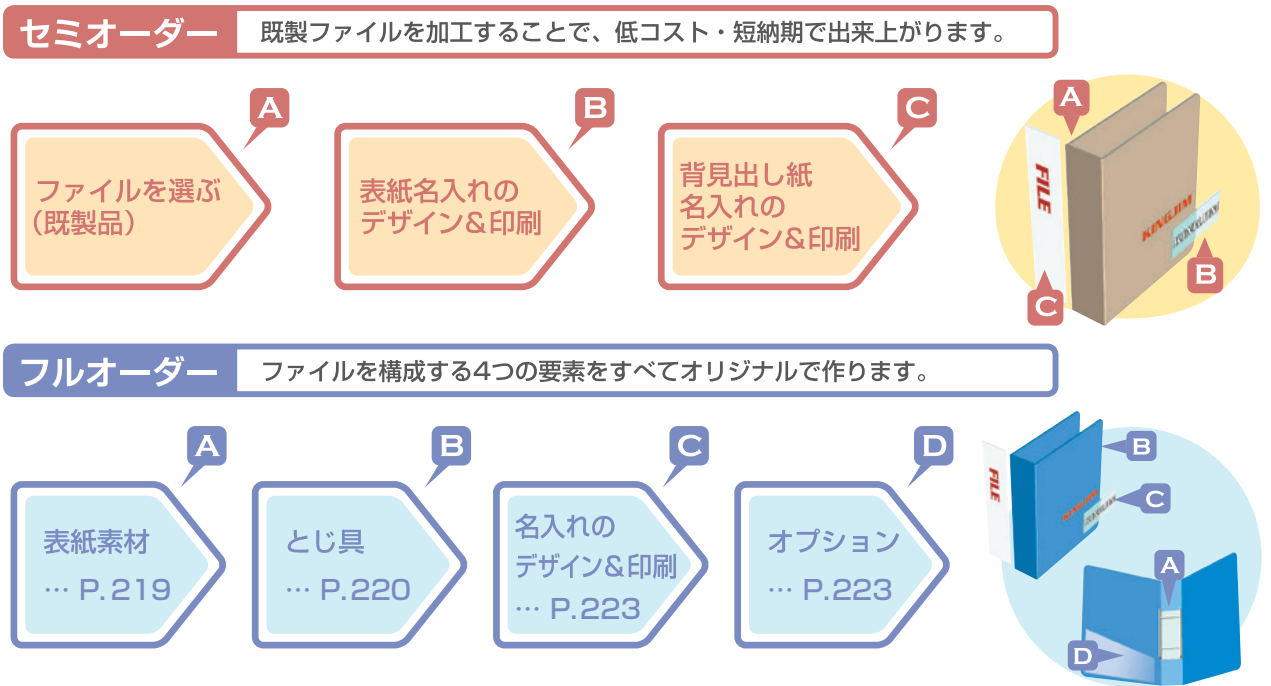 セミオーダー
既製ファイルを加工することで、低コスト・短納期で出来上がります。
A
B
C
ファイルを選ぶ
（既製品）
表紙名入れの
デザイン&印刷
背見出し紙
名入れの
デザイン&印刷
A
FILE
KINGJIM
B
C
フルオーダー
ファイルを構成する4つの要素をすべてオリジナルで作ります。
A
B
C
D
表紙素材
… P.219
とじ具
… P.220
名入れの
デザイン&印刷
… P.223
オプション
… P.223
B
FILE
KINGJIM
C
A
D